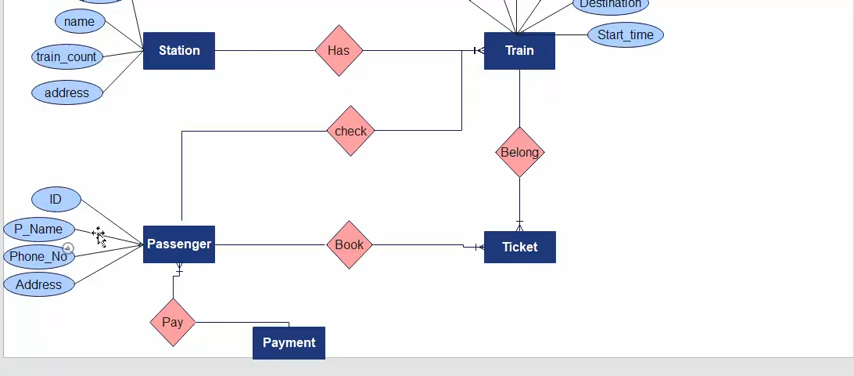 Destination
name
Station
Has
Train
Start_time
train_count
address
check
Belong
ID
P_Name
Passenger
Book
Ticket
Phone_No
Address
Pay
Payment